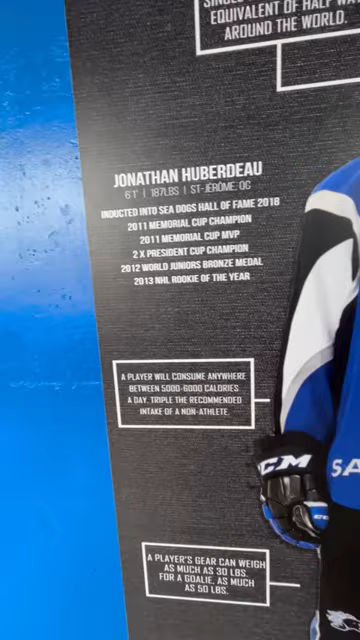 EQUIVALENT OF HALF WA
AROUND THE WORLD.
JONATHAN HUBERDEAU
6'1" | 187LBS | ST-JÉRÔME, QC
INDUCTED INTO SEA DOGS HALL OF FAME 2018
2011 MEMORIAL CUP CHAMPION
2011 MEMORIAL CUP MVP
2 X PRESIDENT CUP CHAMPION
2012 WORLD JUNIORS BRONZE MEDAL
2013 NHL ROOKIE OF THE YEAR
A PLAYER WILL CONSUME ANYWHERE
BETWEEN 5000-6000 CALORIES
A DAY, TRIPLE THE RECOMMENDED
INTAKE OF A NON-ATHLETE.
CCM
SA
A PLAYER'S GEAR CAN WEIGH
AS MUCH AS 30 LBS.
FOR A GOALIE, AS MUCH
AS 50 LBS.